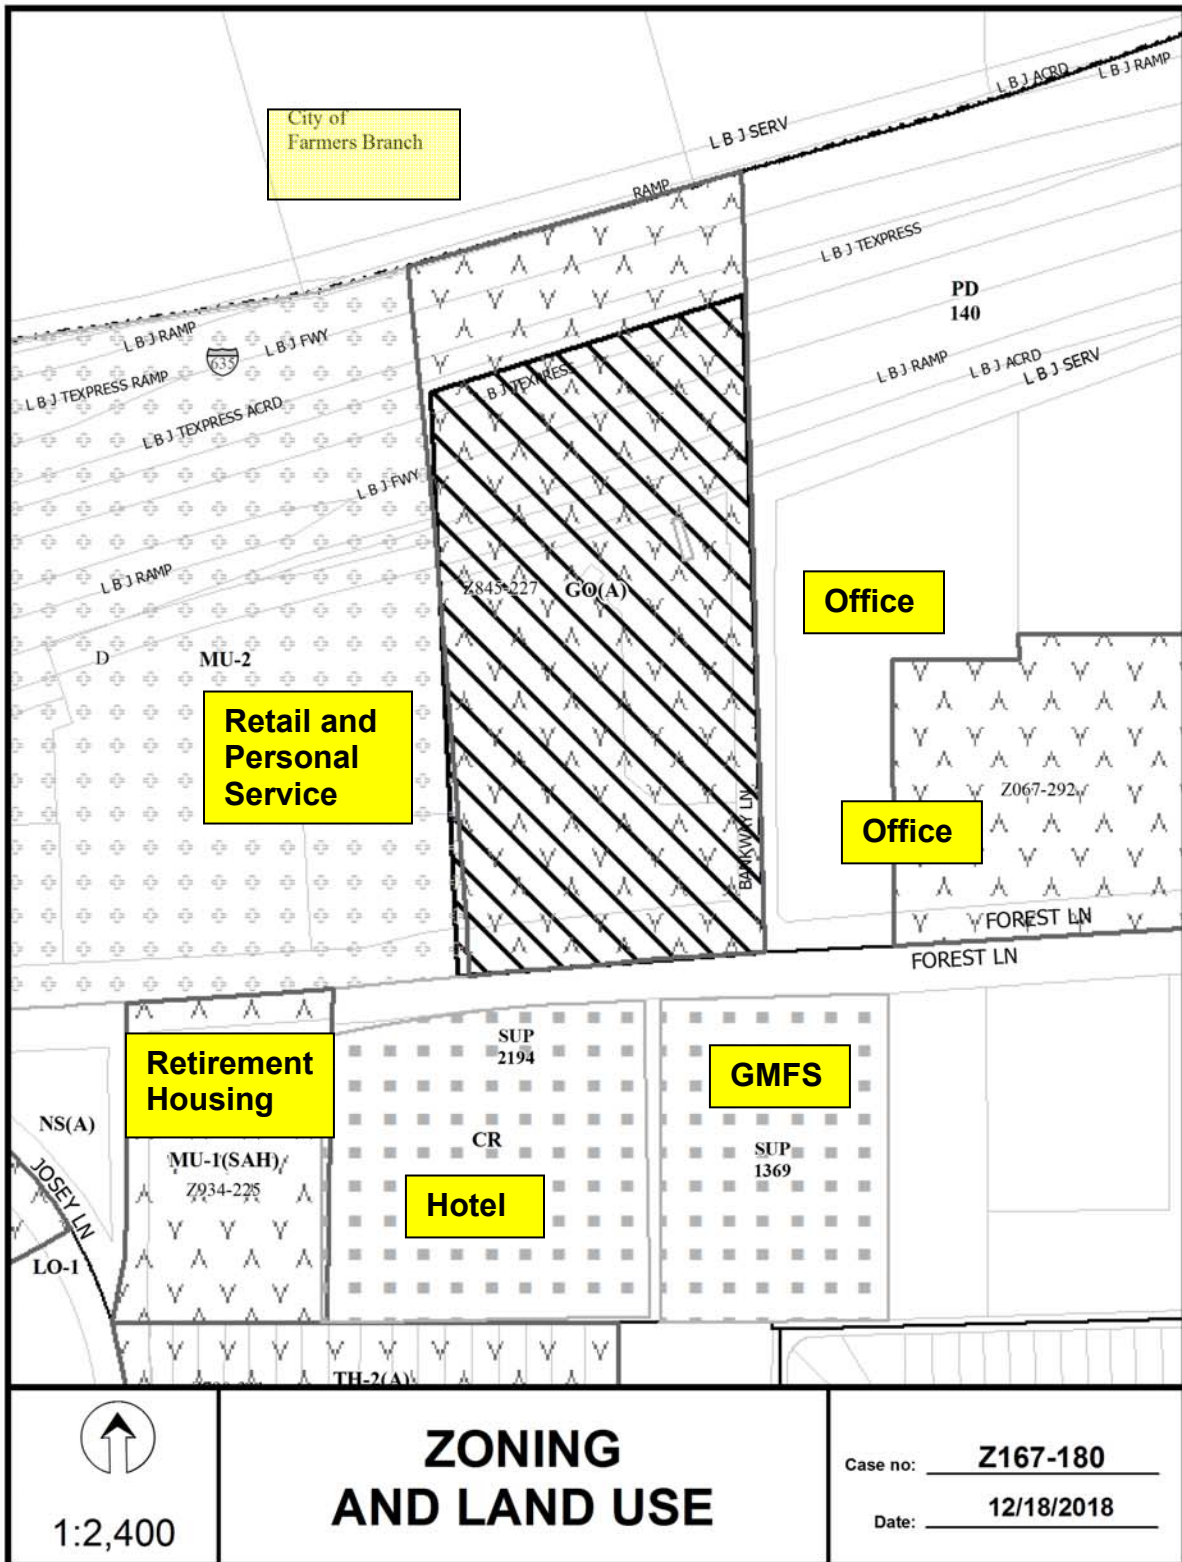 City of
Farmers Branch
L B J SERV
L B J ACRD
L B J RAMP
RAMP
L B J TEXPRESS
PD
140
L B J RAMP
635
L B J FWY
L B J TEXPRESS RAMP
L B J TEXPRESS ACRD
B J TEXPRESS
L B J RAMP
L B J ACRD
L B J SERV
L B J FWY
L B J RAMP
Z845-227
GO(A)
Office
D
MU-2
Retail and
Personal
Service
Z067-292
Office
BANKWAY LN
FOREST LN
FOREST LN
SUP
2194
Retirement
Housing
GMFS
NS(A)
CR
SUP
1369
MU-1(SAH)
Z934-225
JOSEY LN
Hotel
LO-1
TH-2(A)
1:2,400
ZONING
AND LAND USE
Case no: Z167-180
Date: 12/18/2018